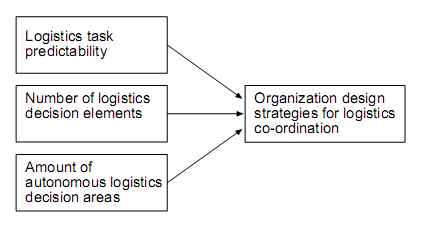 Logistics task
predictability
Number of logistics
decision elements
Organization design
strategies for logistics
co-ordination
Amount of
autonomous logistics
decision areas